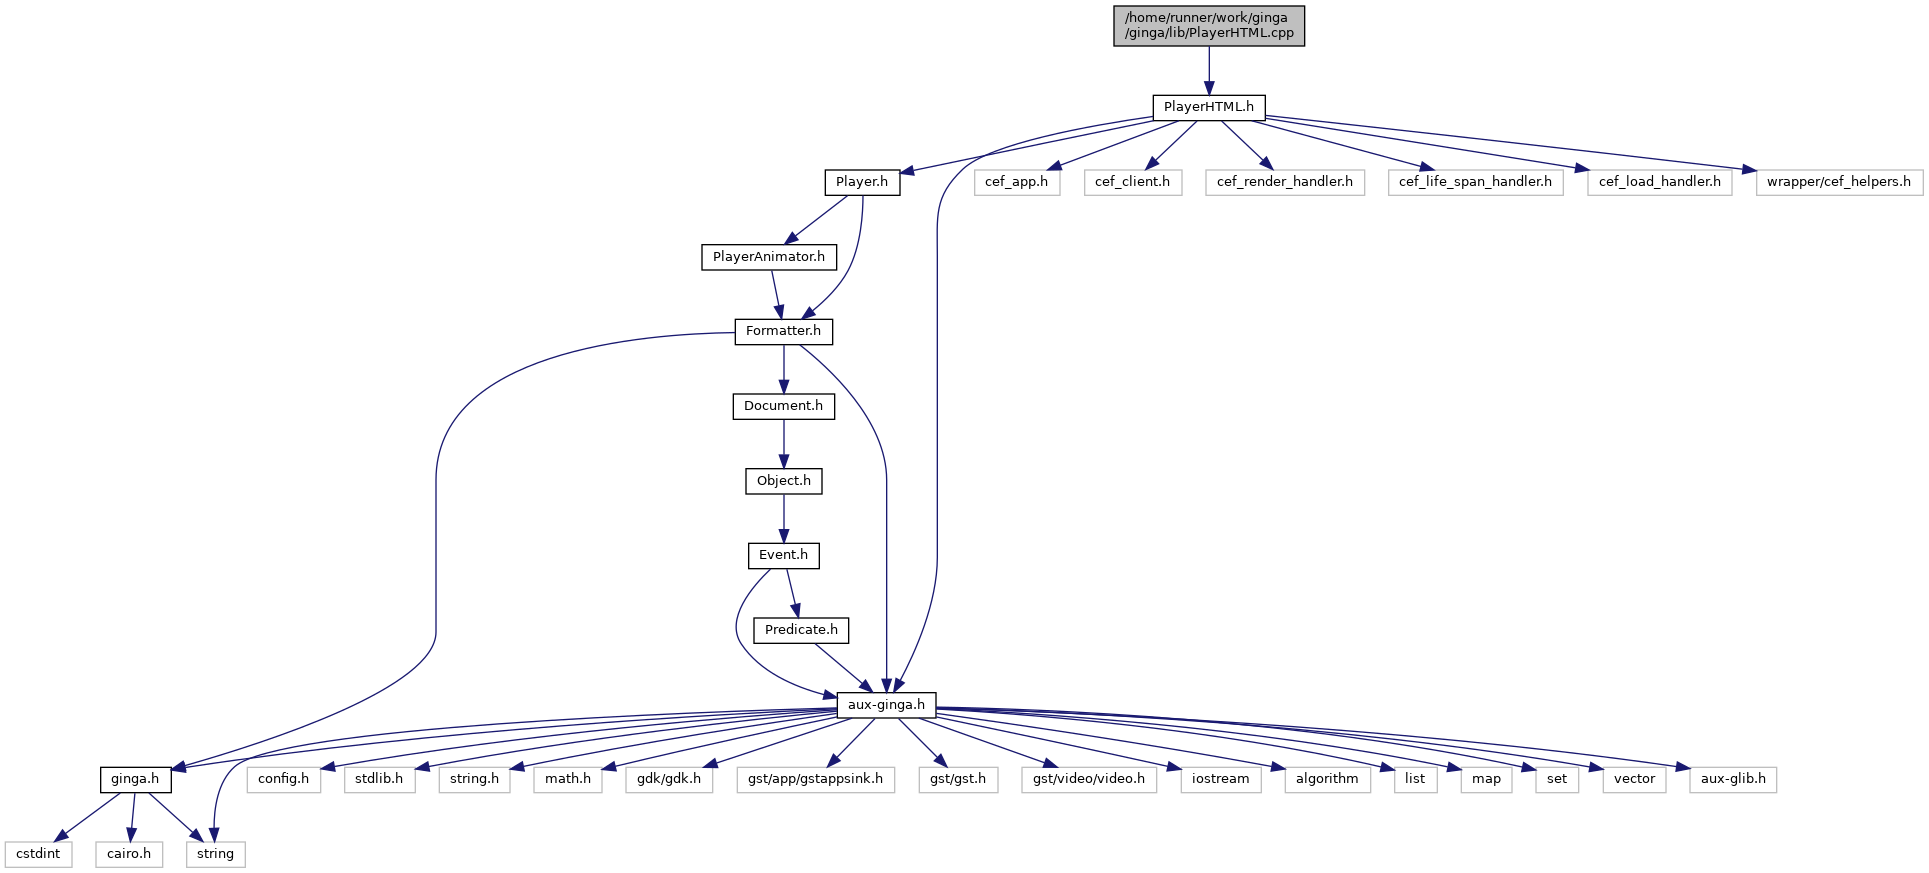 /home/runner/work/ginga
/ginga/lib/PlayerHTML.cpp
PlayerHTML.h
Player.h
cef_app.h
cef_client.h
cef_render_handler.h
cef_life_span_handler.h
cef_load_handler.h
wrapper/cef_helpers.h
PlayerAnimator.h
Formatter.h
Document.h
Object.h
Event.h
Predicate.h
aux-ginga.h
ginga.h
config.h
stdlib.h
string.h
math.h
gdk/gdk.h
gst/app/gstappsink.h
gst/gst.h
gst/video/video.h
iostream
algorithm
list
map
set
vector
aux-glib.h
cstdint
cairo.h
string